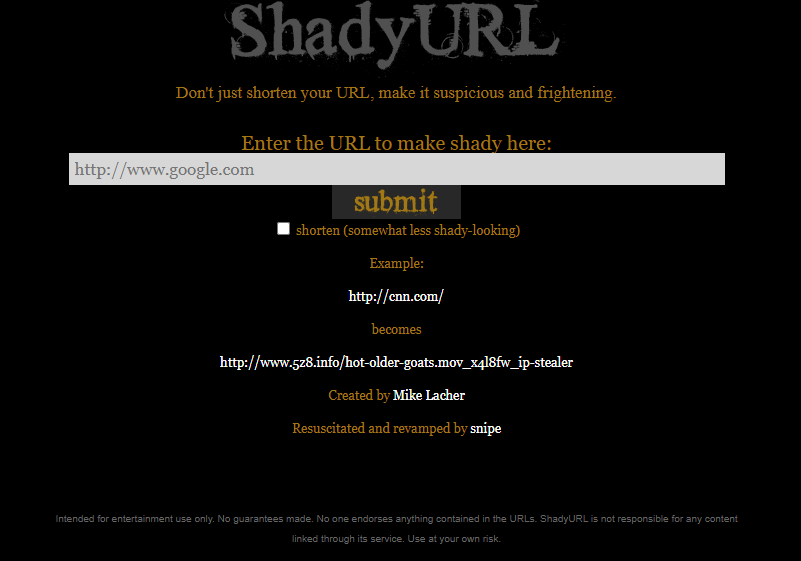 ShadyURL
Don't just shorten your URL, make it suspicious and frightening.
Enter the URL to make shady here:
http://www.google.com
submit
shorten (somewhat less shady-looking)
Example:
http://cnn.com/
becomes
http://www.5z8.info/hot-older-goats.mov_x4l8fw_ip-stealer
Created by Mike Lacher
Resuscitated and revamped by snipe
Intended for entertainment use only. No guarantees made. No one endorses anything contained in the URLs. ShadyURL is not responsible for any content
linked through its service. Use at your own risk.